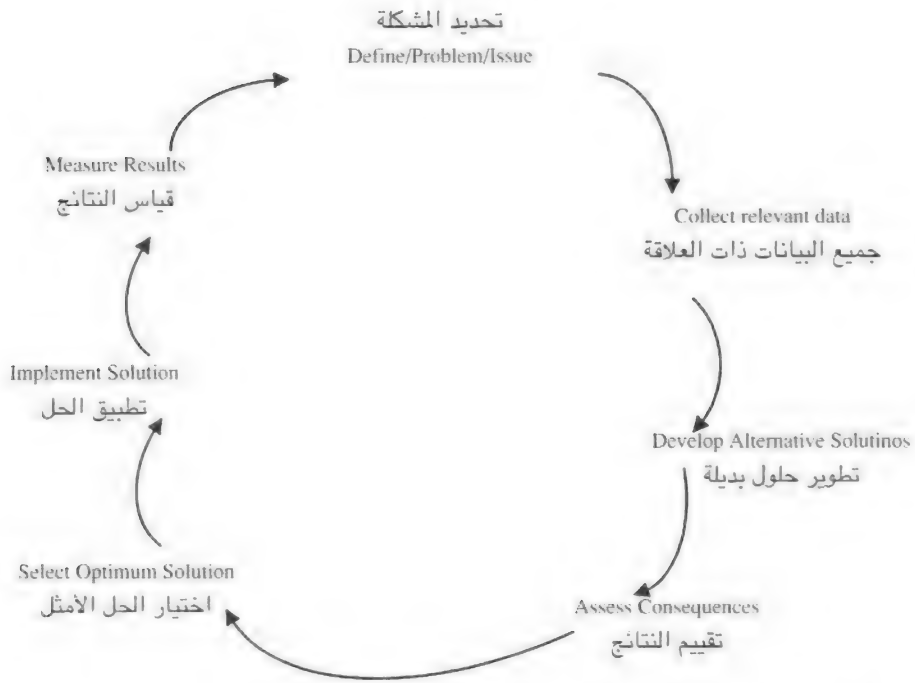 تحديد المشكلة
Define/Problem/Issue
Collect relevant data
جميع البيانات ذات العلاقة
Develop Alternative Solutinos
تطوير حلول بديلة
Assess Consequences
تقييم النتائج
Select Optimum Solution
اختيار الحل الأمثل
Implement Solution
تطبيق الحل
Measure Results
قياس النتائج